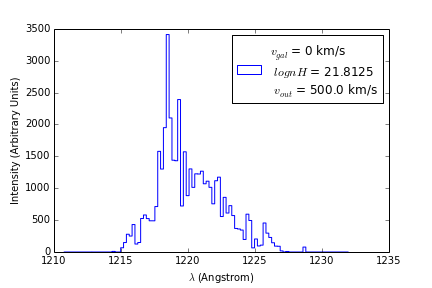 3500
3000
2500
2000
1500
1000
500
0
Intensity (Arbitrary Units)
v_gal = 0 km/s
lognH = 21.8125
v_out = 500.0 km/s
1210 1215 1220 1225 1230 1235
λ (Angstrom)